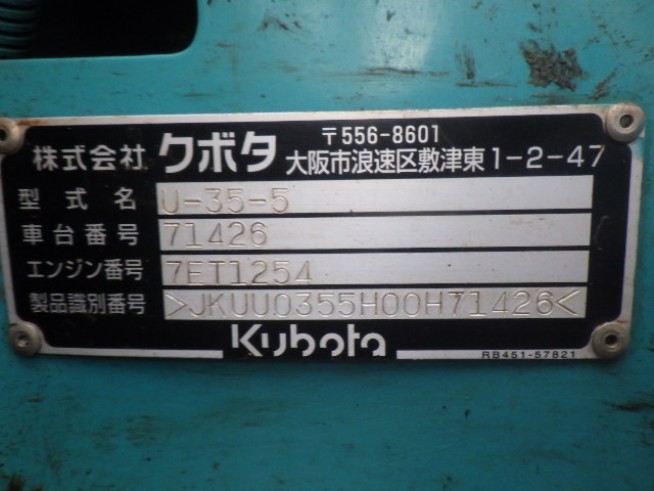 株式会社 クボタ 〒556-8601
大阪市浪速区敷津東1-2-47
型式名 U-35-5
車台番号 71426
エンジン番号 7ET1254
製品識別番号 >JKUU0355H00H71426<
Kubota
RB451-57821